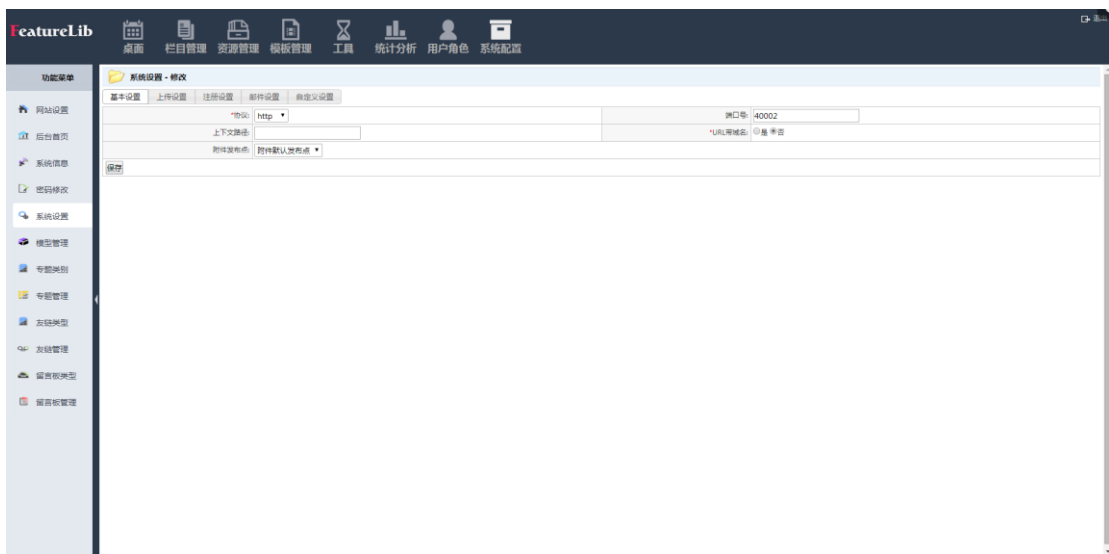 FeatureLib
桌面 栏目管理 资源管理 模板管理 工具 统计分析 用户角色 系统配置
退出
功能菜单
系统设置 - 修改
基本设置 上传设置 注册设置 邮件设置 自定义设置
网站设置
*协议: http 端口号: 40002
后台首页
上下文路径: *URL带域名: 是 否
附件发布点: 附件默认发布点
系统信息
保存
密码修改
系统设置
模型管理
专题类别
专题管理
友链类型
友链管理
留言板类型
留言板管理